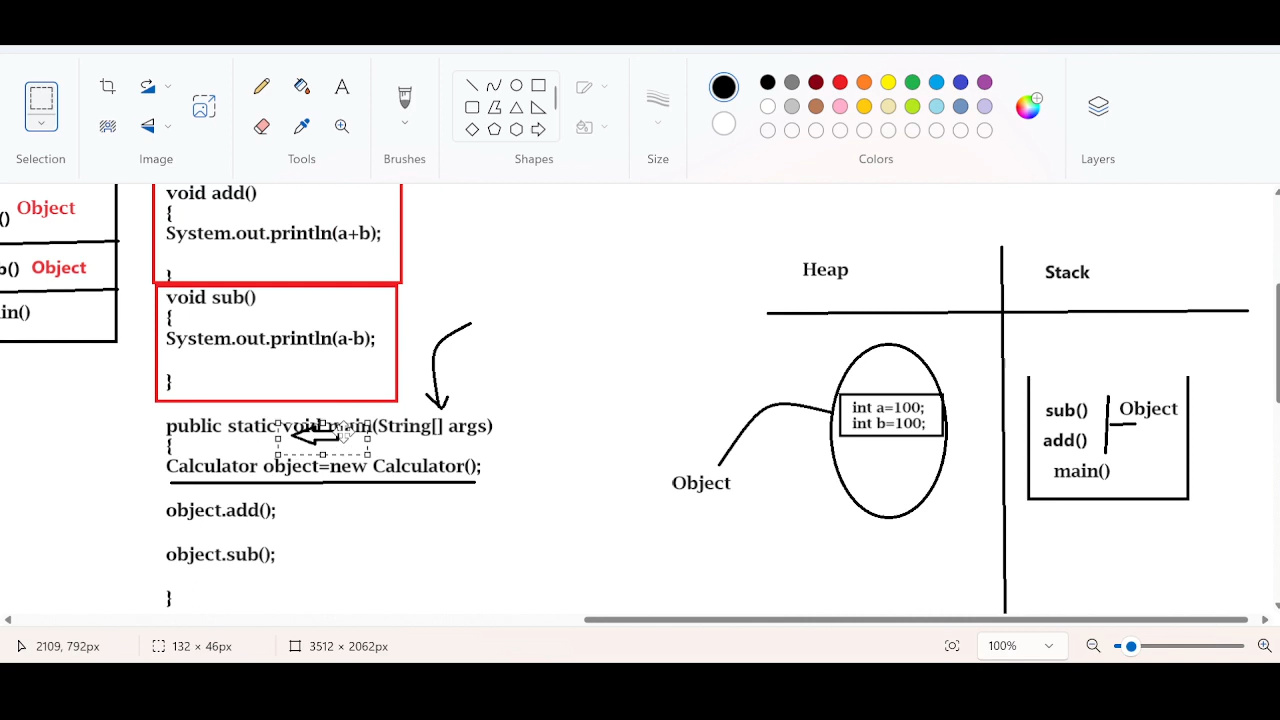 Selection
Image
Tools
Brushes
Shapes
Size
Colors
Layers
() Object
b() Object
in()
void add()
{
System.out.println(a+b);
}
void sub()
{
System.out.println(a-b);
}
public static void main(String[] args)
{
Calculator object=new Calculator();
object.add();
object.sub();
}
Heap
Stack
int a=100;
int b=100;
Object
sub()
Object
add()
main()
2109, 792px
132 × 46px
3512 × 2062px
100%